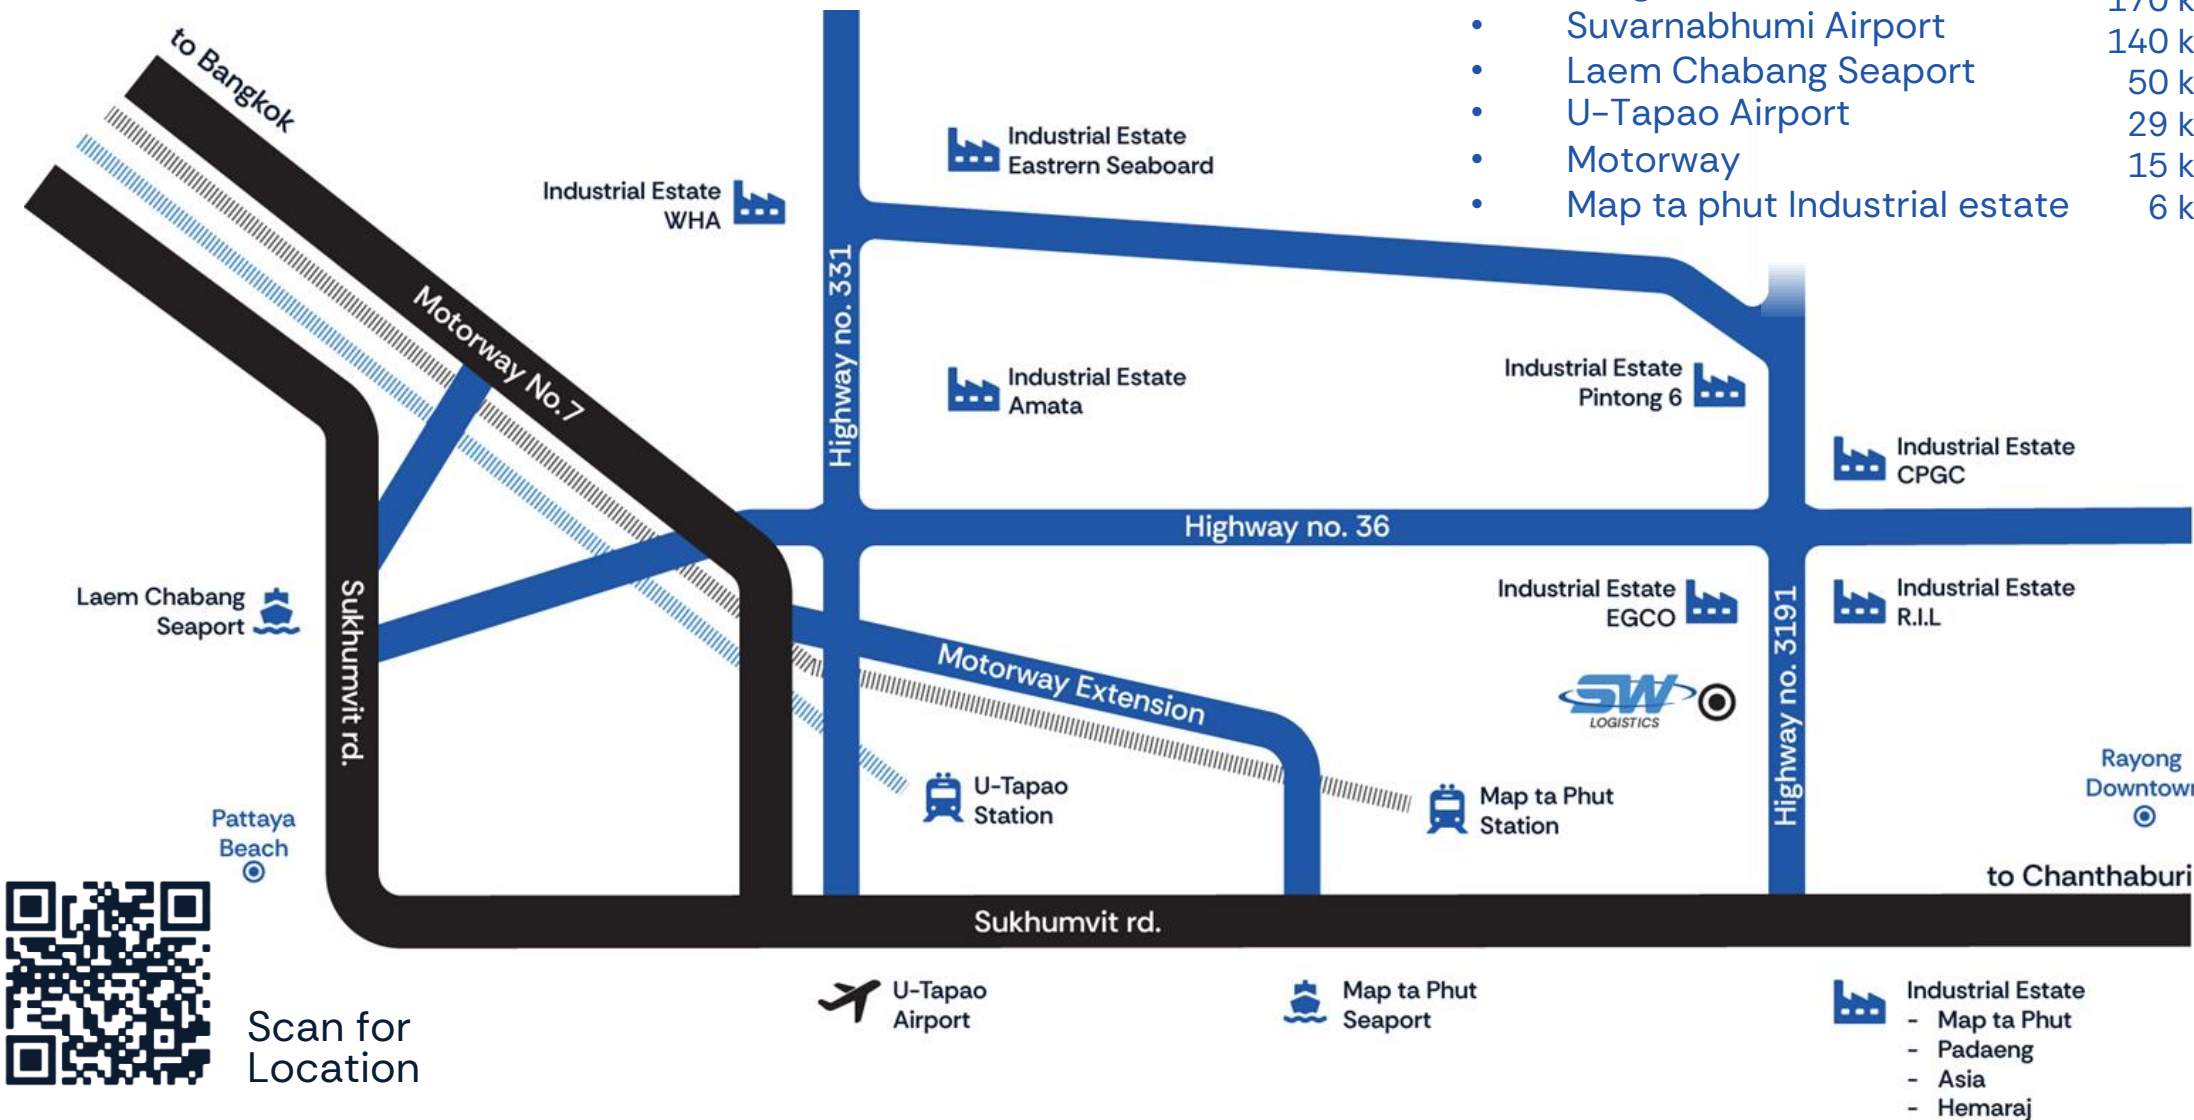 Suvarnabhumi Airport 140 k
Laem Chabang Seaport 50 k
U-Tapao Airport 29 k
Motorway 15 k
Map ta phut Industrial estate 6 k
to Bangkok
Industrial Estate
Eastrern Seaboard
Industrial Estate
WHA
Motorway No.7
Highway no. 331
Industrial Estate
Amata
Industrial Estate
Pintong 6
Industrial Estate
CPGC
Highway no. 36
Laem Chabang
Seaport
Sukhumvit rd.
Industrial Estate
EGCO
Highway no. 3191
Industrial Estate
R.I.L
Motorway Extension
SW
LOGISTICS
U-Tapao
Station
Map ta Phut
Station
Rayong
Downtown
Pattaya
Beach
to Chanthaburi
Sukhumvit rd.
Scan for
Location
U-Tapao
Airport
Map ta Phut
Seaport
Industrial Estate
- Map ta Phut
- Padaeng
- Asia
- Hemaraj